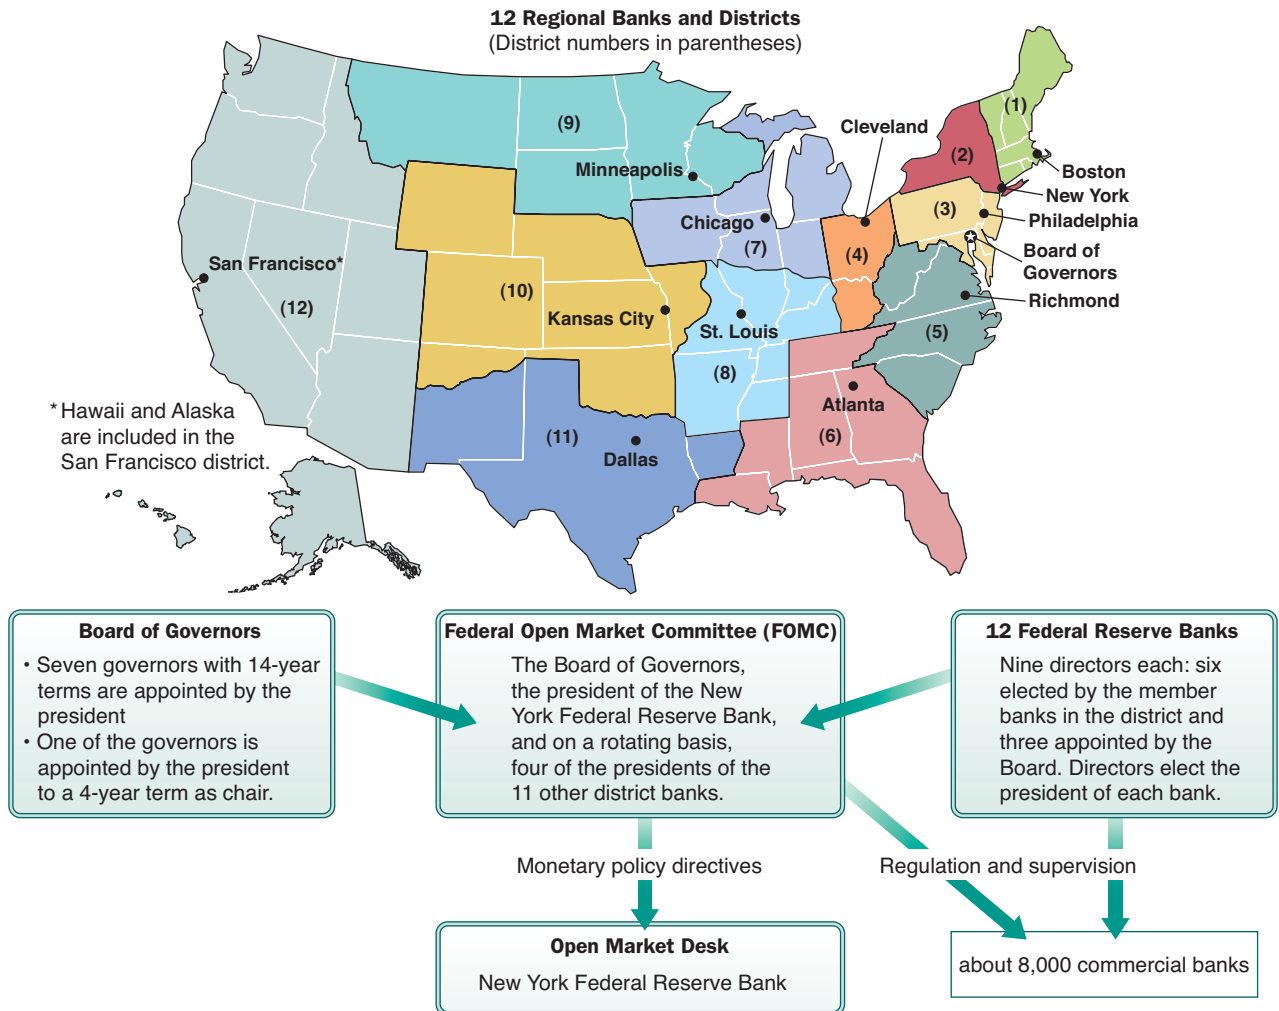 12 Regional Banks and Districts
(District numbers in parentheses)
(1)
(9)
Cleveland
(2)
Minneapolis
Boston
New York
(3)
Chicago
Philadelphia
(7)
(4)
Board of
Governors
San Francisco*
(10)
Richmond
(12)
Kansas City
St. Louis
(5)
(8)
*Hawaii and Alaska
are included in the
San Francisco district.
Atlanta
(11)
(6)
Dallas
Board of Governors
• Seven governors with 14-year
terms are appointed by the
president
• One of the governors is
appointed by the president
to a 4-year term as chair.
Federal Open Market Committee (FOMC)
The Board of Governors,
the president of the New
York Federal Reserve Bank,
and on a rotating basis,
four of the presidents of the
11 other district banks.
12 Federal Reserve Banks
Nine directors each: six
elected by the member
banks in the district and
three appointed by the
Board. Directors elect the
president of each bank.
Monetary policy directives
Regulation and supervision
Open Market Desk
New York Federal Reserve Bank
about 8,000 commercial banks